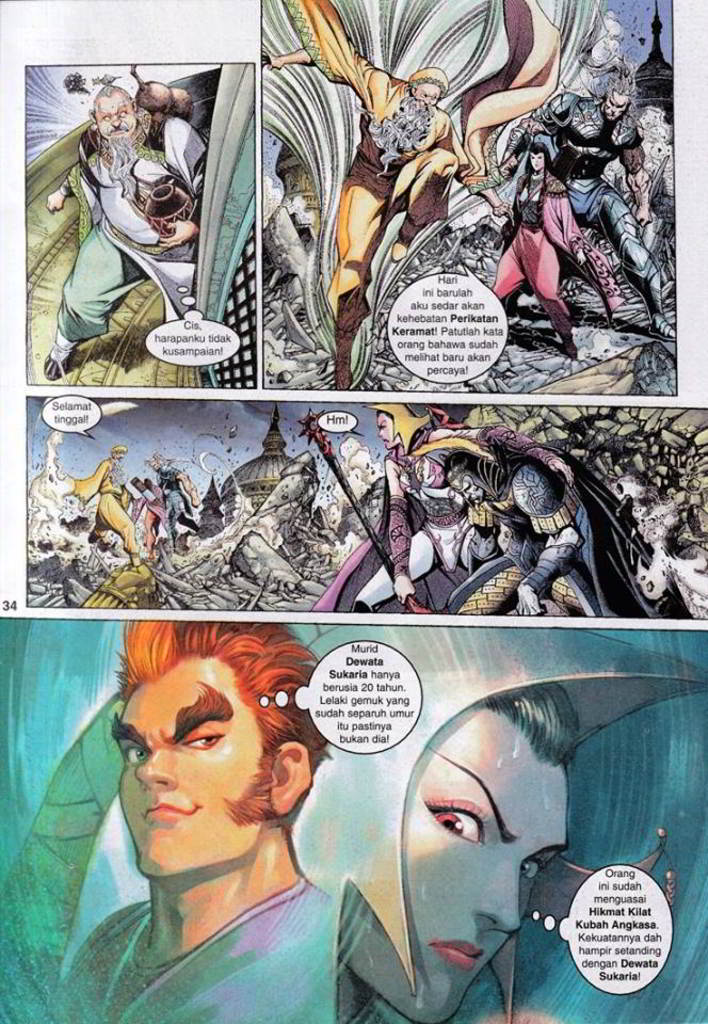 Cis,
harapanku tidak
kusampaian!
Hari
ini barulah
aku sedar akan
kehebatan Perikatan
Keramat! Patutlah kata
orang bahawa sudah
melihat baru akan
percaya!
Selamat
tinggal!
Hm!
34
Murid
Dewata
Sukaria hanya
berusia 20 tahun.
Lelaki gemuk yang
sudah separuh umur
itu pastinya
bukan dia!
Orang
ini sudah
menguasai
Hikmat Kilat
Kubah Angkasa.
Kekuatannya dah
hampir setanding
dengan Dewata
Sukaria!